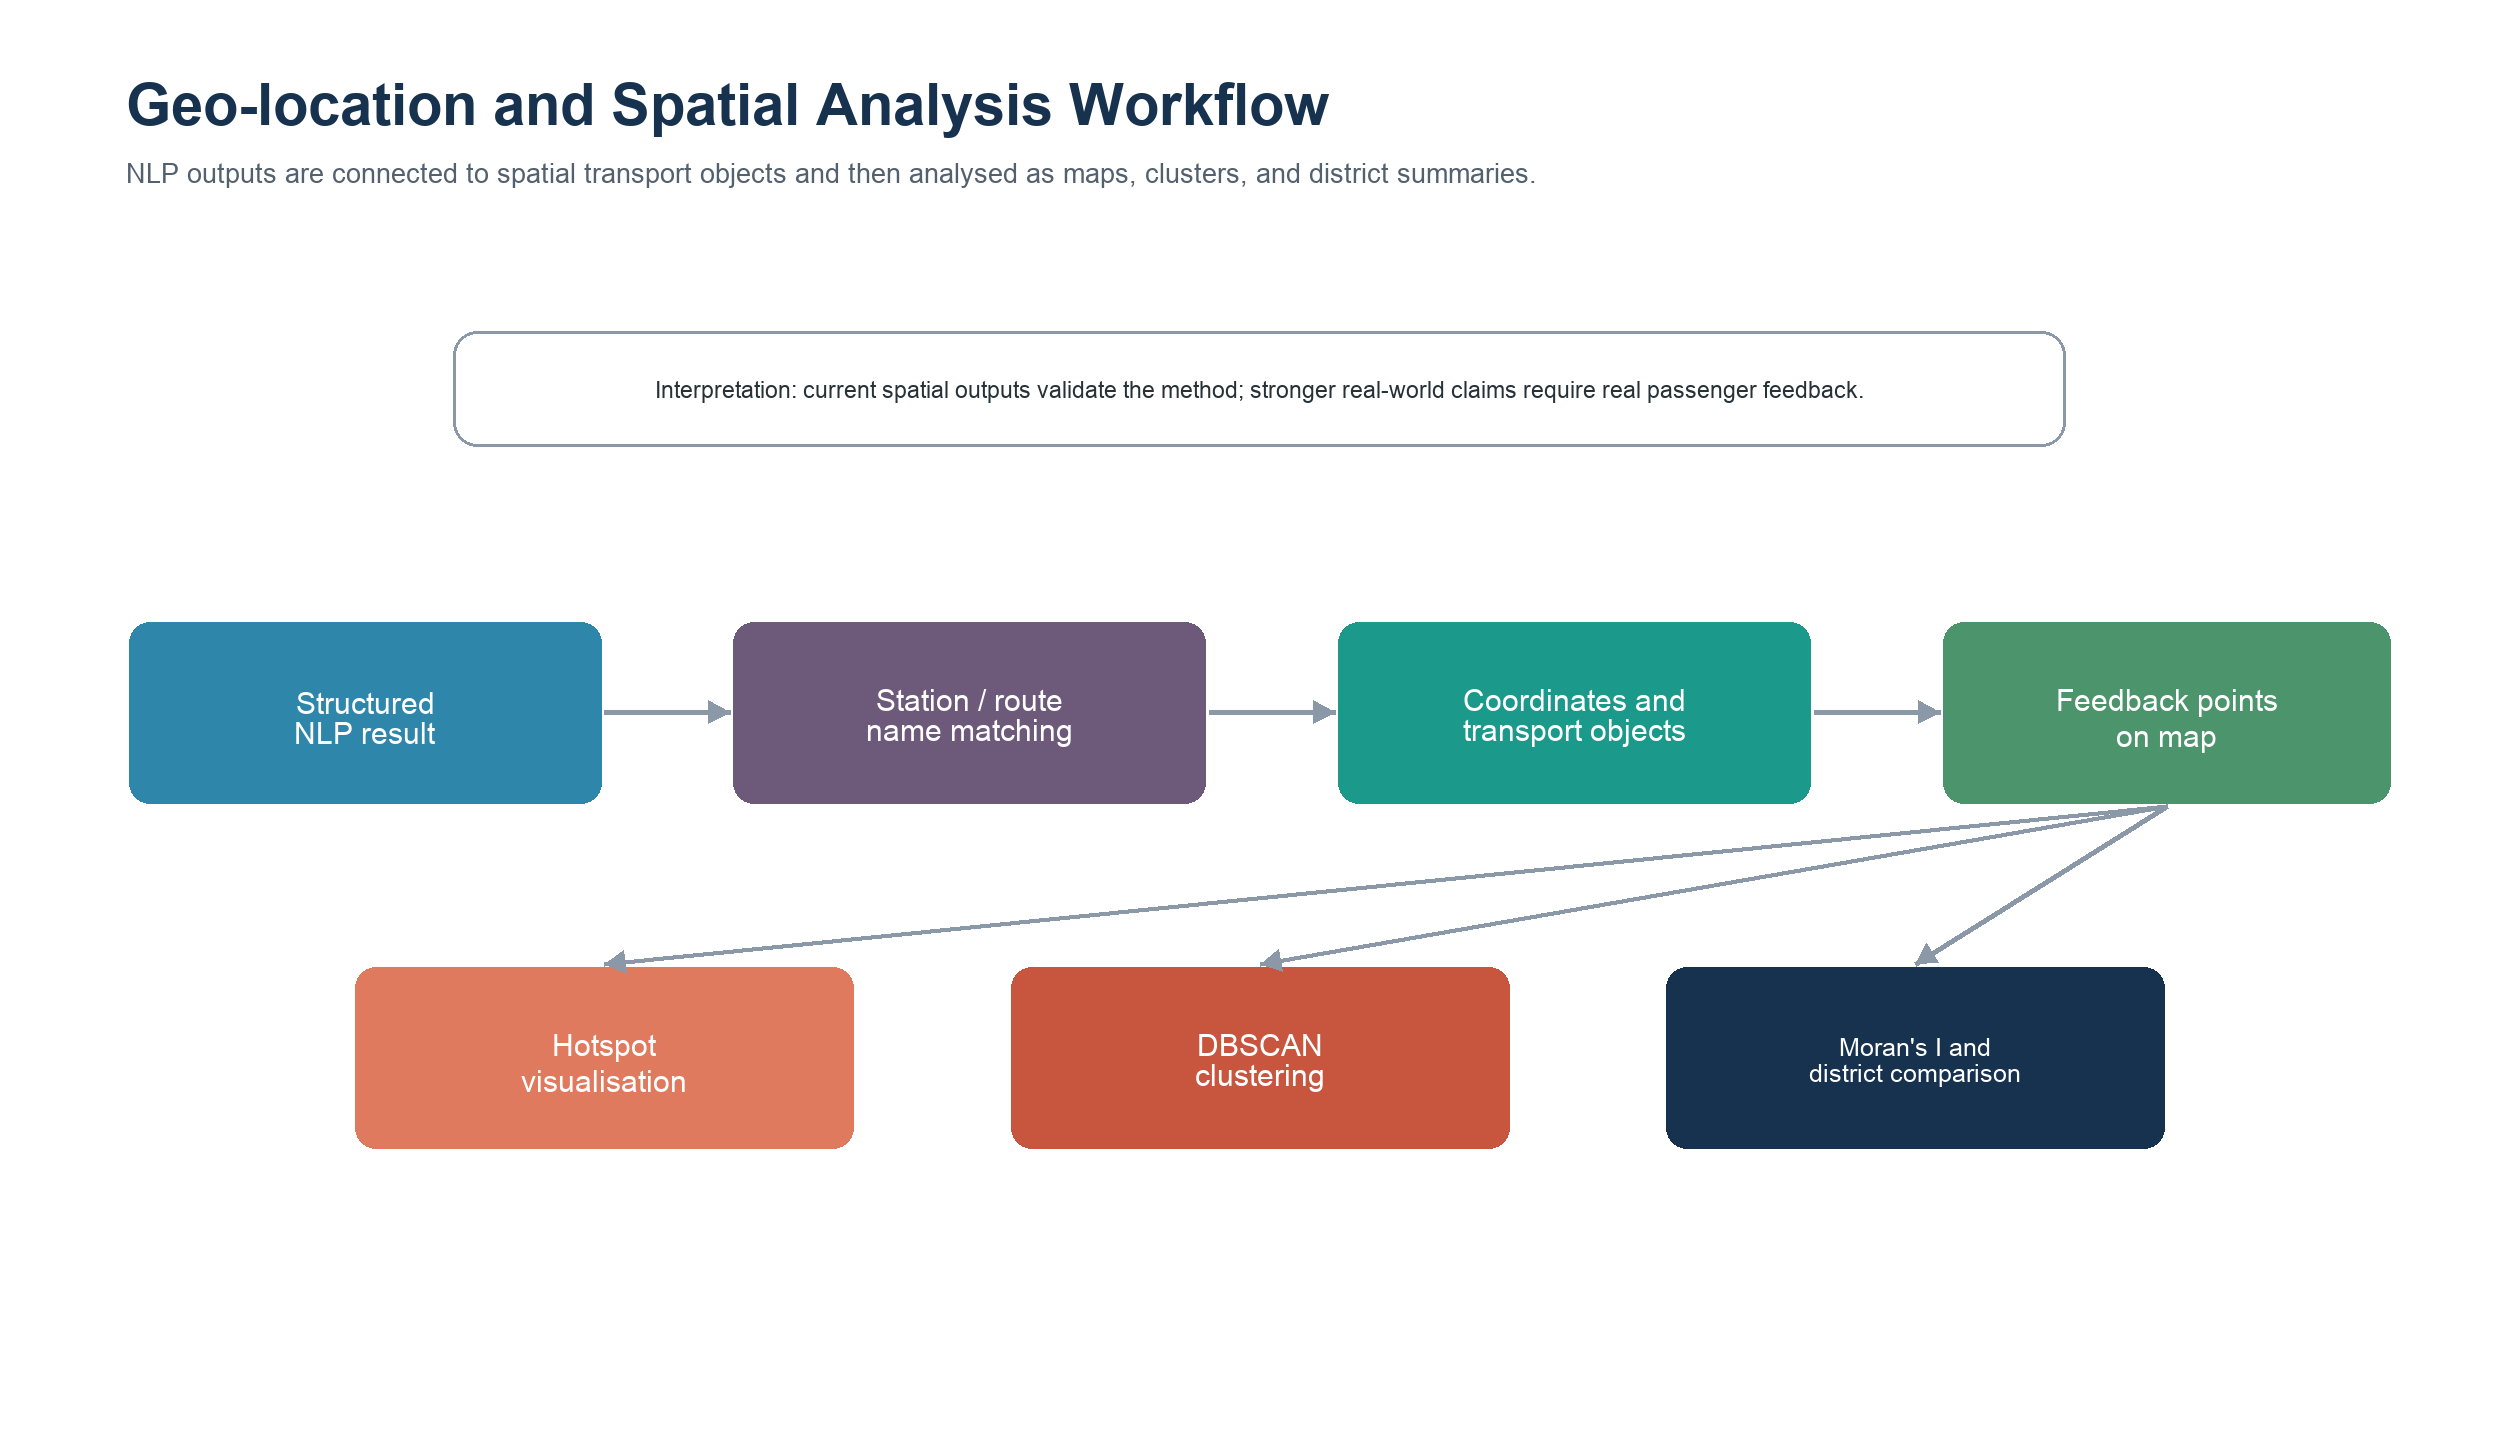 Geo-location and Spatial Analysis Workflow
NLP outputs are connected to spatial transport objects and then analysed as maps, clusters, and district summaries.
Interpretation: current spatial outputs validate the method; stronger real-world claims require real passenger feedback.
Structured
NLP result
Station / route
name matching
Coordinates and
transport objects
Feedback points
on map
Hotspot
visualisation
DBSCAN
clustering
Moran's I and
district comparison